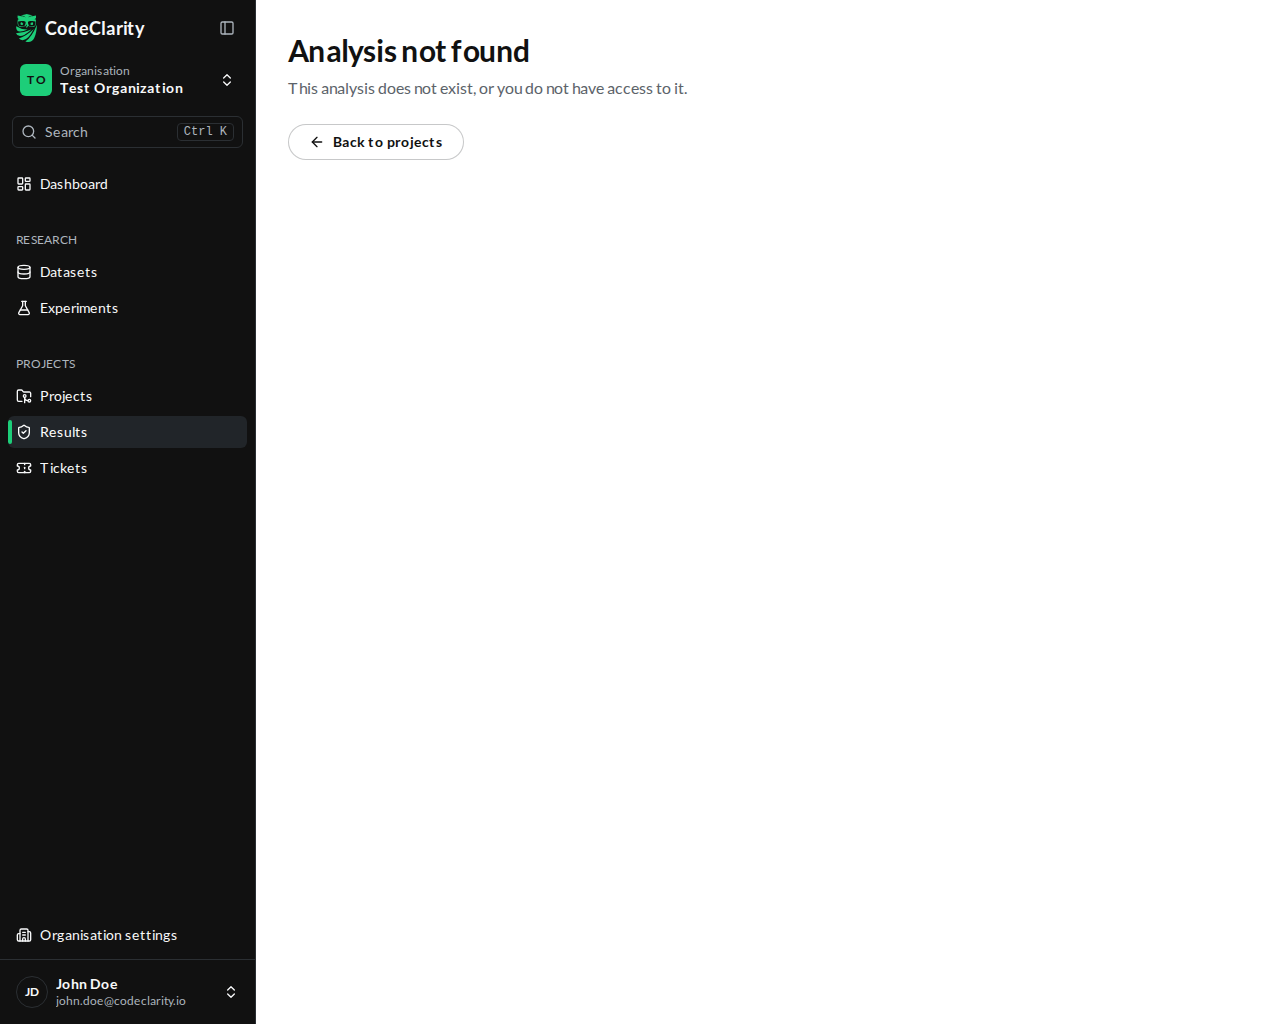 CodeClarity
TO
Organisation
Test Organization
Search
Ctrl K
Dashboard
RESEARCH
Datasets
Experiments
PROJECTS
Projects
Results
Tickets
Organisation settings
JD
John Doe
john.doe@codeclarity.io
Analysis not found
This analysis does not exist, or you do not have access to it.
Back to projects